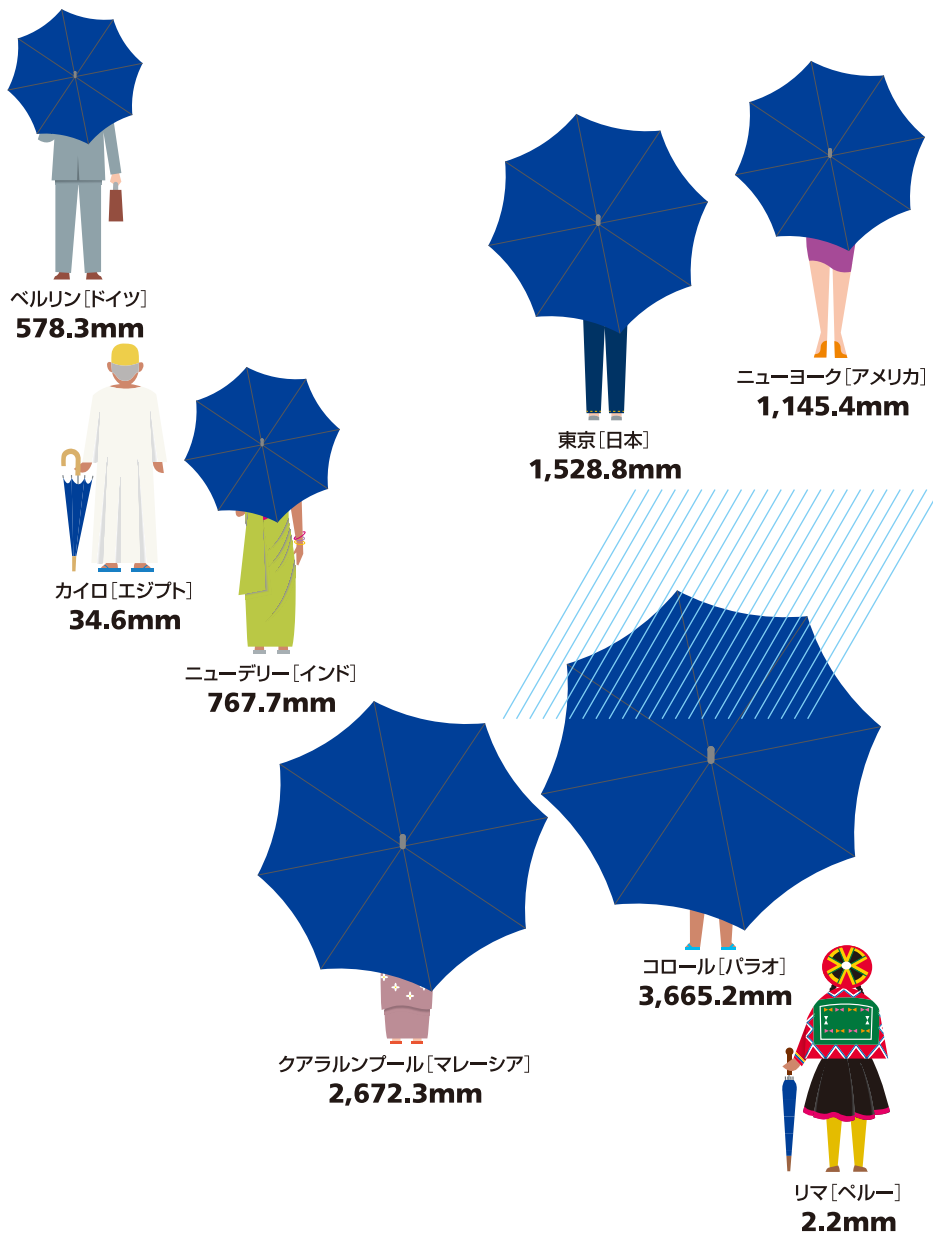 ベルリン[ドイツ]
578.3mm
ニューヨーク[アメリカ]
1,145.4mm
東京[日本]
1,528.8mm
カイロ[エジプト]
34.6mm
ニューデリー[インド]
767.7mm
コロール[パラオ]
3,665.2mm
クアラルンプール[マレーシア]
2,672.3mm
リマ[ペルー]
2.2mm